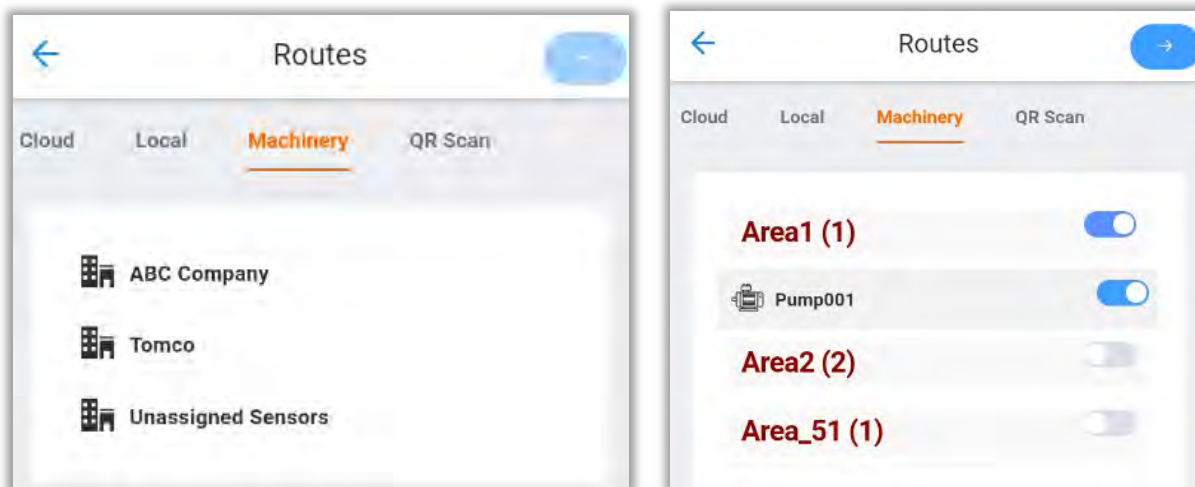 Routes
Cloud Local Machinery QR Scan
ABC Company
Tomco
Unassigned Sensors
Routes
Cloud Local Machinery QR Scan
Area1 (1)
Pump001
Area2 (2)
Area_51 (1)